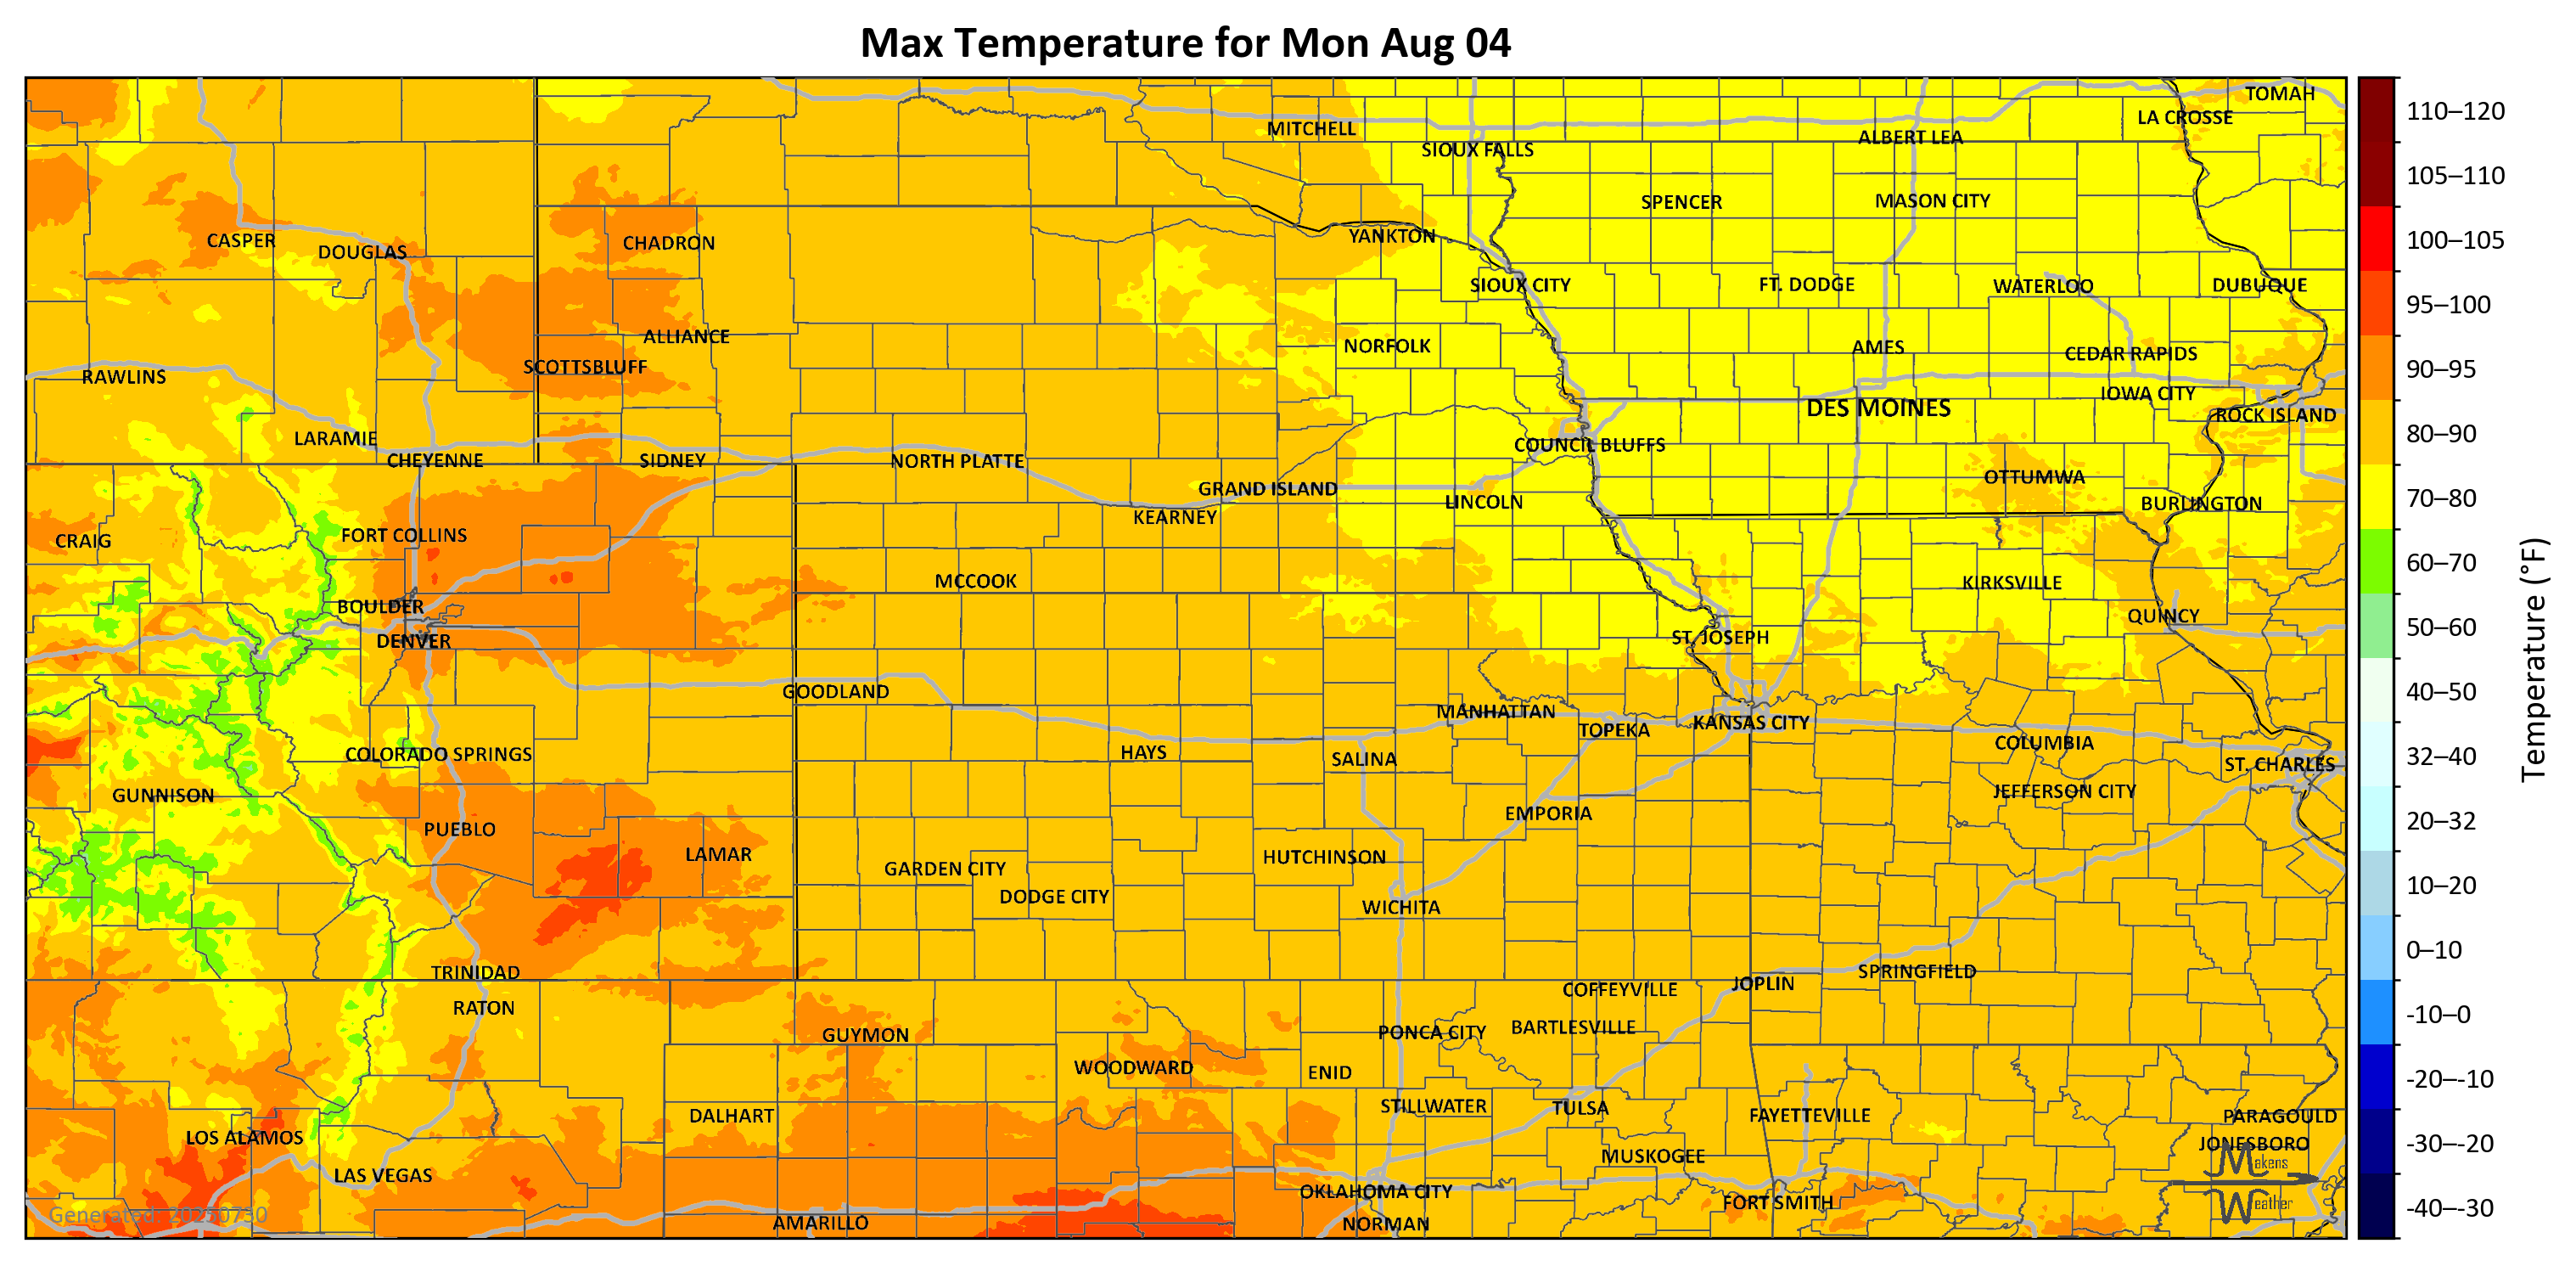 Max Temperature for Mon Aug 04
TOMAH
LA CROSSE
MITCHELL
ALBERT LEA
SIOUX FALLS
SPENCER
MASON CITY
CASPER
DOUGLAS
CHADRON
YANKTON
SIOUX CITY
FT. DODGE
WATERLOO
DUBUQUE
ALLIANCE
NORFOLK
AMES
CEDAR RAPIDS
SCOTTSBLUFF
RAWLINS
IOWA CITY
DES MOINES
ROCK ISLAND
LARAMIE
COUNCIL BLUFFS
CHEYENNE
SIDNEY
NORTH PLATTE
OTTUMWA
GRAND ISLAND
LINCOLN
BURLINGTON
KEARNEY
FORT COLLINS
CRAIG
MCCOOK
KIRKSVILLE
BOULDER
QUINCY
DENVER
ST. JOSEPH
GOODLAND
MANHATTAN
TOPEKA
KANSAS CITY
COLORADO SPRINGS
HAYS
SALINA
COLUMBIA
ST. CHARLES
GUNNISON
JEFFERSON CITY
EMPORIA
PUEBLO
LAMAR
GARDEN CITY
HUTCHINSON
DODGE CITY
WICHITA
TRINIDAD
SPRINGFIELD
JOPLIN
COFFEYVILLE
RATON
GUYMON
PONCA CITY
BARTLESVILLE
WOODWARD
ENID
DALHART
STILLWATER
TULSA
FAYETTEVILLE
PARAGOULD
LOS ALAMOS
JONESBORO
LAS VEGAS
MUSKOGEE
OKLAHOMA CITY
FORT SMITH
AMARILLO
NORMAN
Generated: 20250730
Makens
Weather
110–120
105–110
100–105
95–100
90–95
80–90
70–80
60–70
50–60
40–50
32–40
20–32
10–20
0–10
-10–0
-20–-10
-30–-20
-40–-30
Temperature (°F)